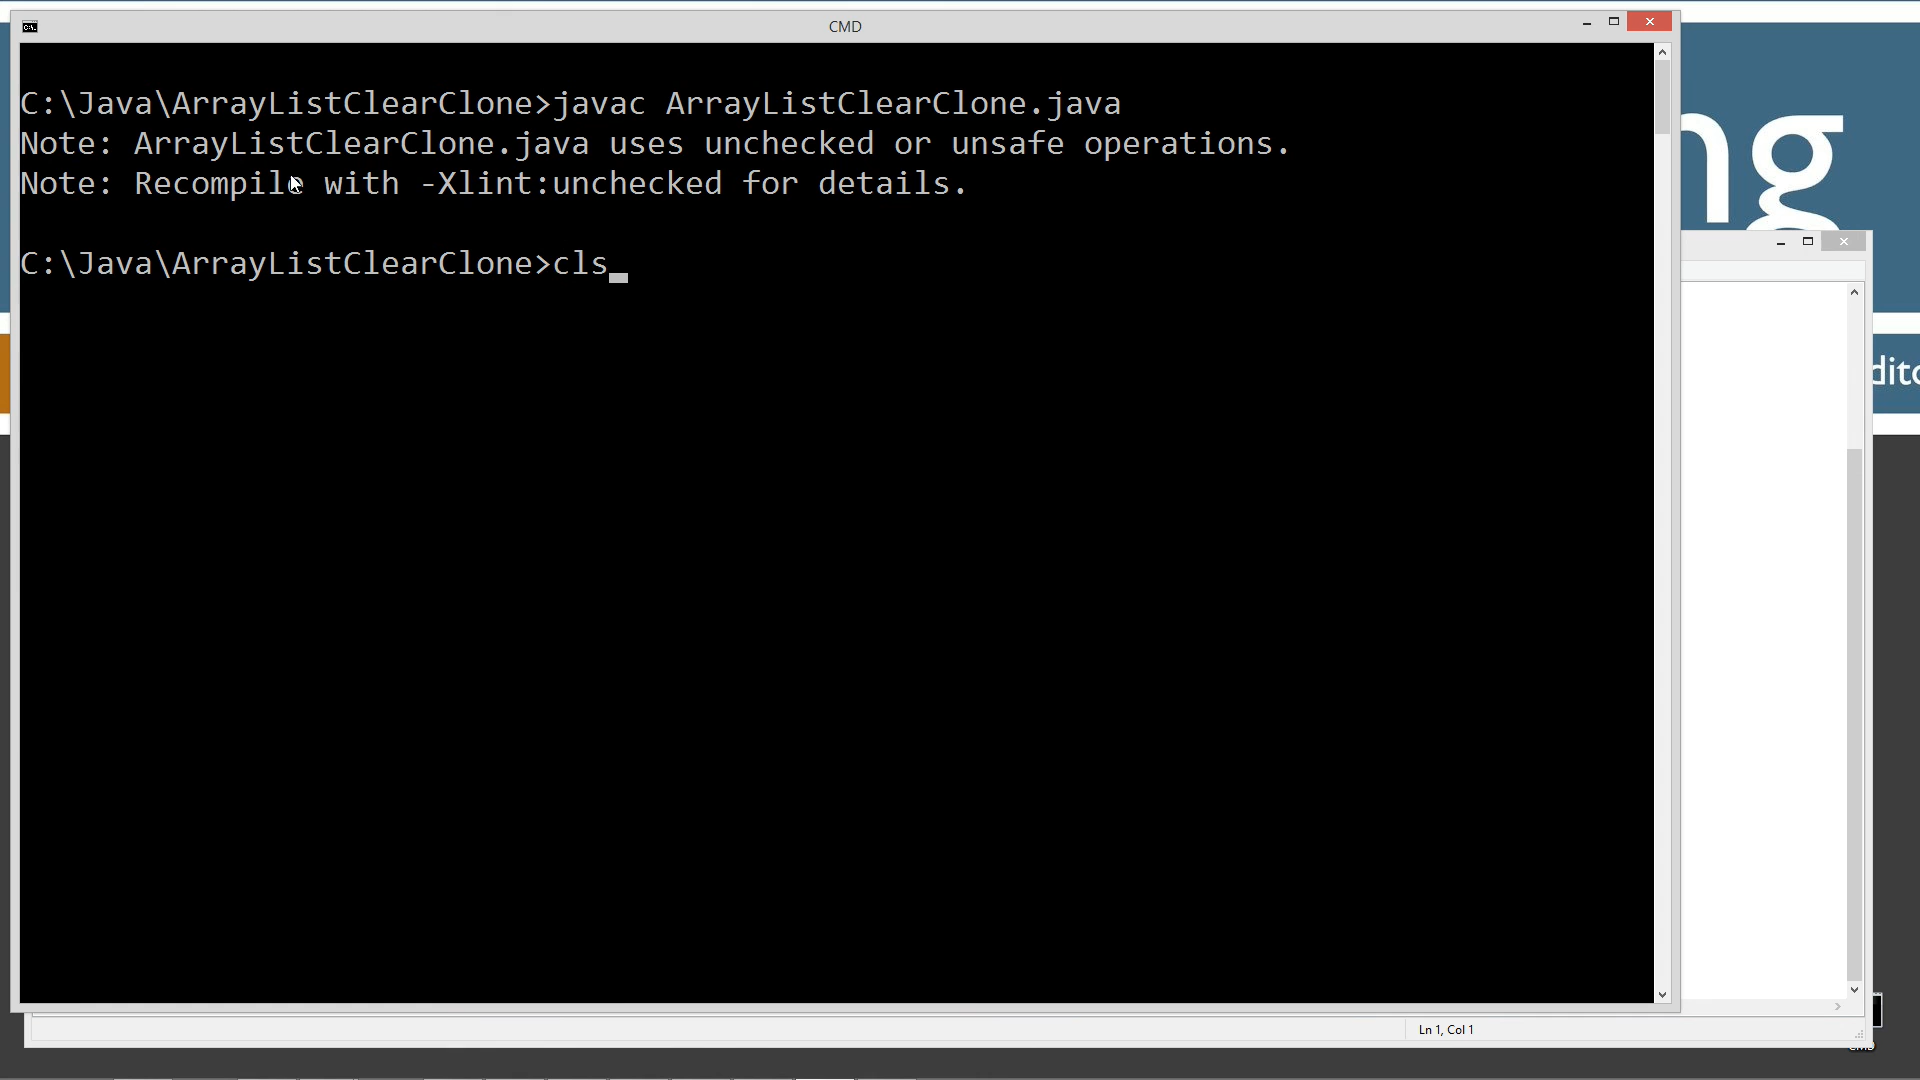 CMD
C:\Java\ArrayListClearClone>javac ArrayListClearClone.java
Note: ArrayListClearClone.java uses unchecked or unsafe operations.
Note: Recompile with -Xlint:unchecked for details.
C:\Java\ArrayListClearClone>cls
ng
dito
Ln 1, Col 1